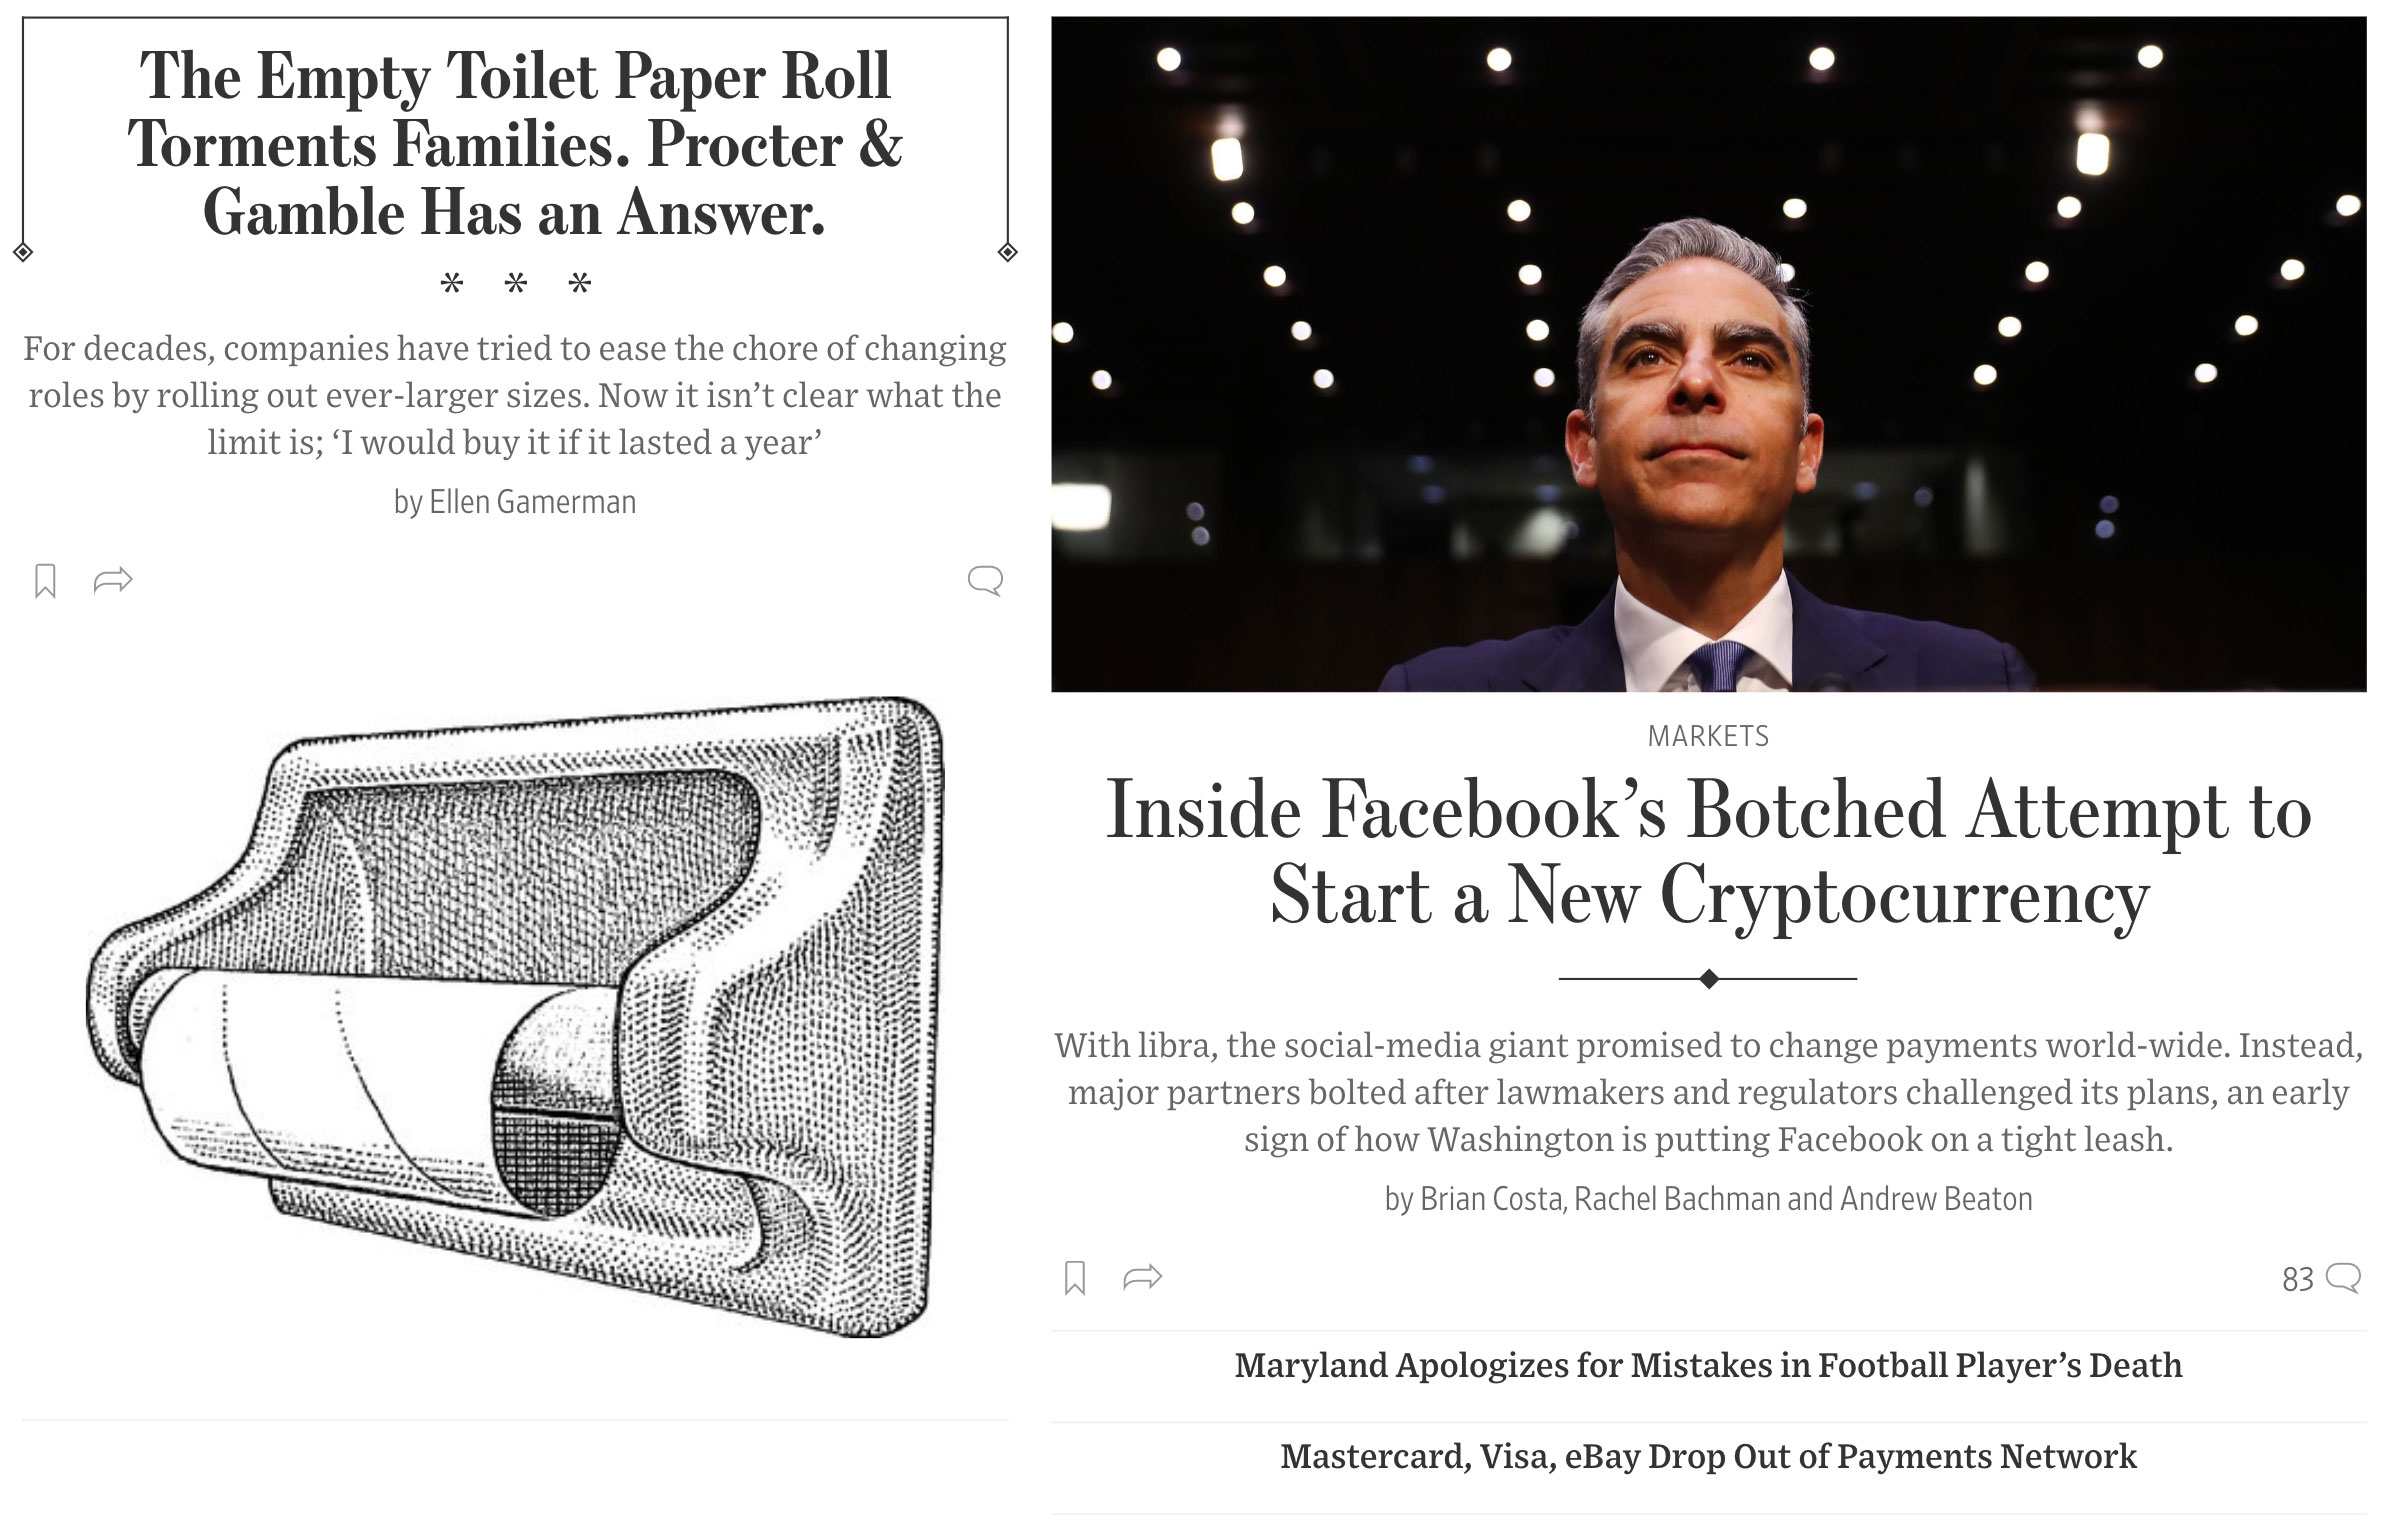 The Empty Toilet Paper Roll
Torments Families. Procter &
Gamble Has an Answer.
* * *
For decades, companies have tried to ease the chore of changing
roles by rolling out ever-larger sizes. Now it isn’t clear what the
limit is; ‘I would buy it if it lasted a year’
by Ellen Gamerman
MARKETS
Inside Facebook’s Botched Attempt to
Start a New Cryptocurrency
With libra, the social-media giant promised to change payments world-wide. Instead,
major partners bolted after lawmakers and regulators challenged its plans, an early
sign of how Washington is putting Facebook on a tight leash.
by Brian Costa, Rachel Bachman and Andrew Beaton
83
Maryland Apologizes for Mistakes in Football Player’s Death
Mastercard, Visa, eBay Drop Out of Payments Network